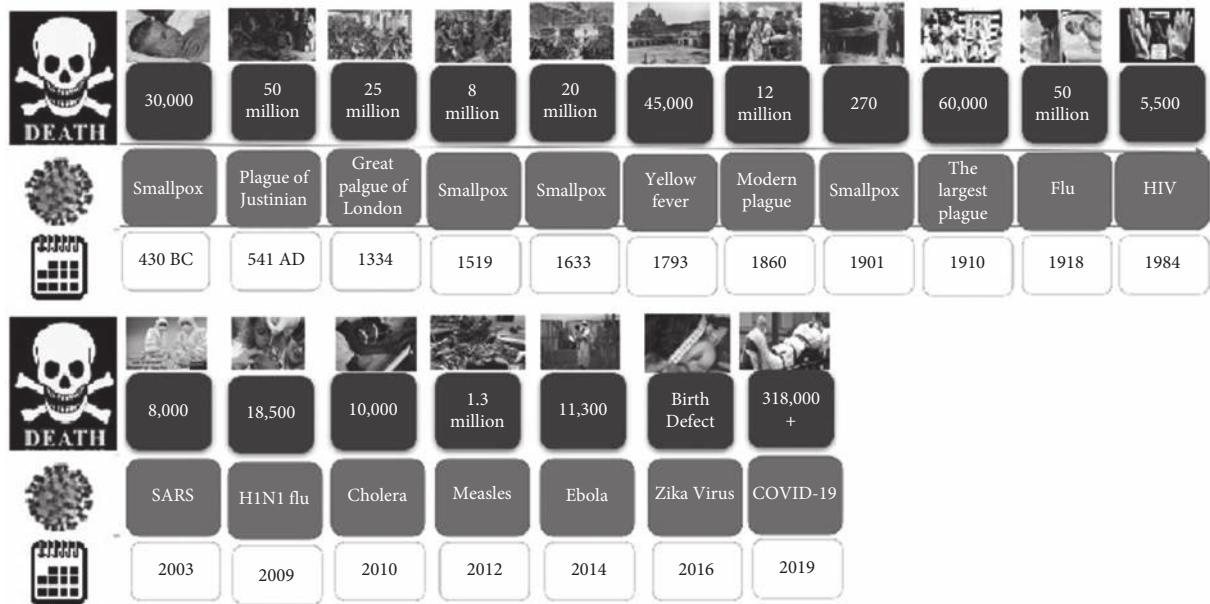 DEATH
30,000
50
million
25
million
8
million
20
million
45,000
12
million
270
60,000
50
million
5,500
Smallpox
Plague of
Justinian
Great
palgue of
London
Smallpox
Smallpox
Yellow
fever
Modern
plague
Smallpox
The
largest
plague
Flu
HIV
430 BC
541 AD
1334
1519
1633
1793
1860
1901
1910
1918
1984
DEATH
8,000
18,500
10,000
1.3
million
11,300
Birth
Defect
318,000
+
SARS
H1N1 flu
Cholera
Measles
Ebola
Zika Virus
COVID-19
2003
2009
2010
2012
2014
2016
2019